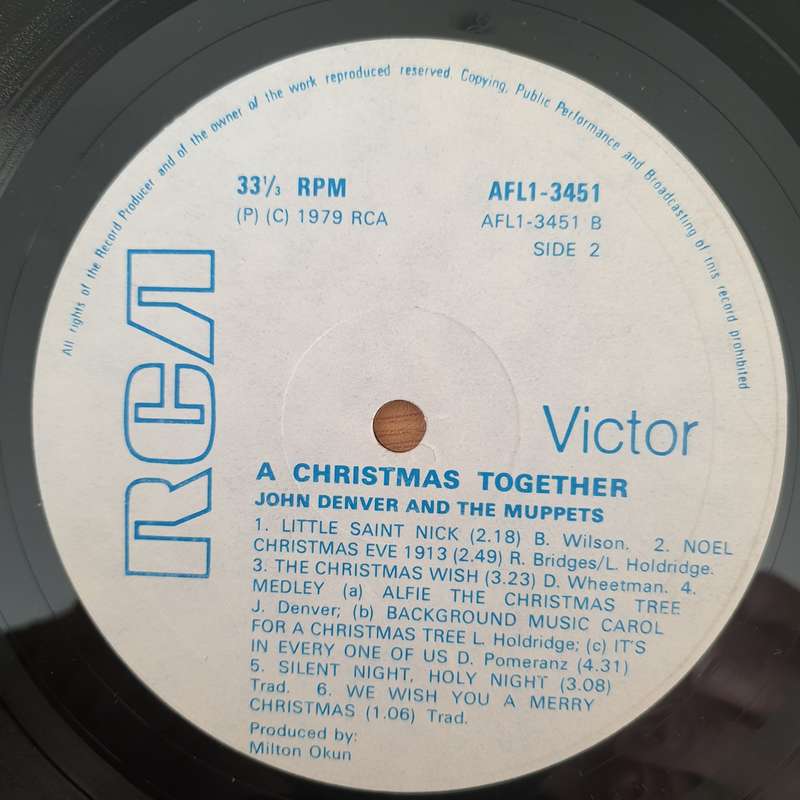 All rights of the Record Producer and of the owner of the work reproduced reserved Copying, Public Performance and Broadcasting of this record prohibited
33⅓ RPM
(P) (C) 1979 RCA
AFL1-3451
AFL1-3451 B
SIDE 2
RCA
Victor
A CHRISTMAS TOGETHER
JOHN DENVER AND THE MUPPETS
1. LITTLE SAINT NICK (2.18) B. Wilson. 2. NOEL
CHRISTMAS EVE 1913 (2.49) R. Bridges/L. Holdridge.
3. THE CHRISTMAS WISH (3.23) D. Wheetman. 4.
MEDLEY (a) ALFIE THE CHRISTMAS TREE
J. Denver; (b) BACKGROUND MUSIC CAROL
FOR A CHRISTMAS TREE L. Holdridge; (c) IT'S
IN EVERY ONE OF US D. Pomeranz (4.31)
5. SILENT NIGHT, HOLY NIGHT (3.08)
Trad. 6. WE WISH YOU A MERRY
CHRISTMAS (1.06) Trad.
Produced by:
Milton Okun